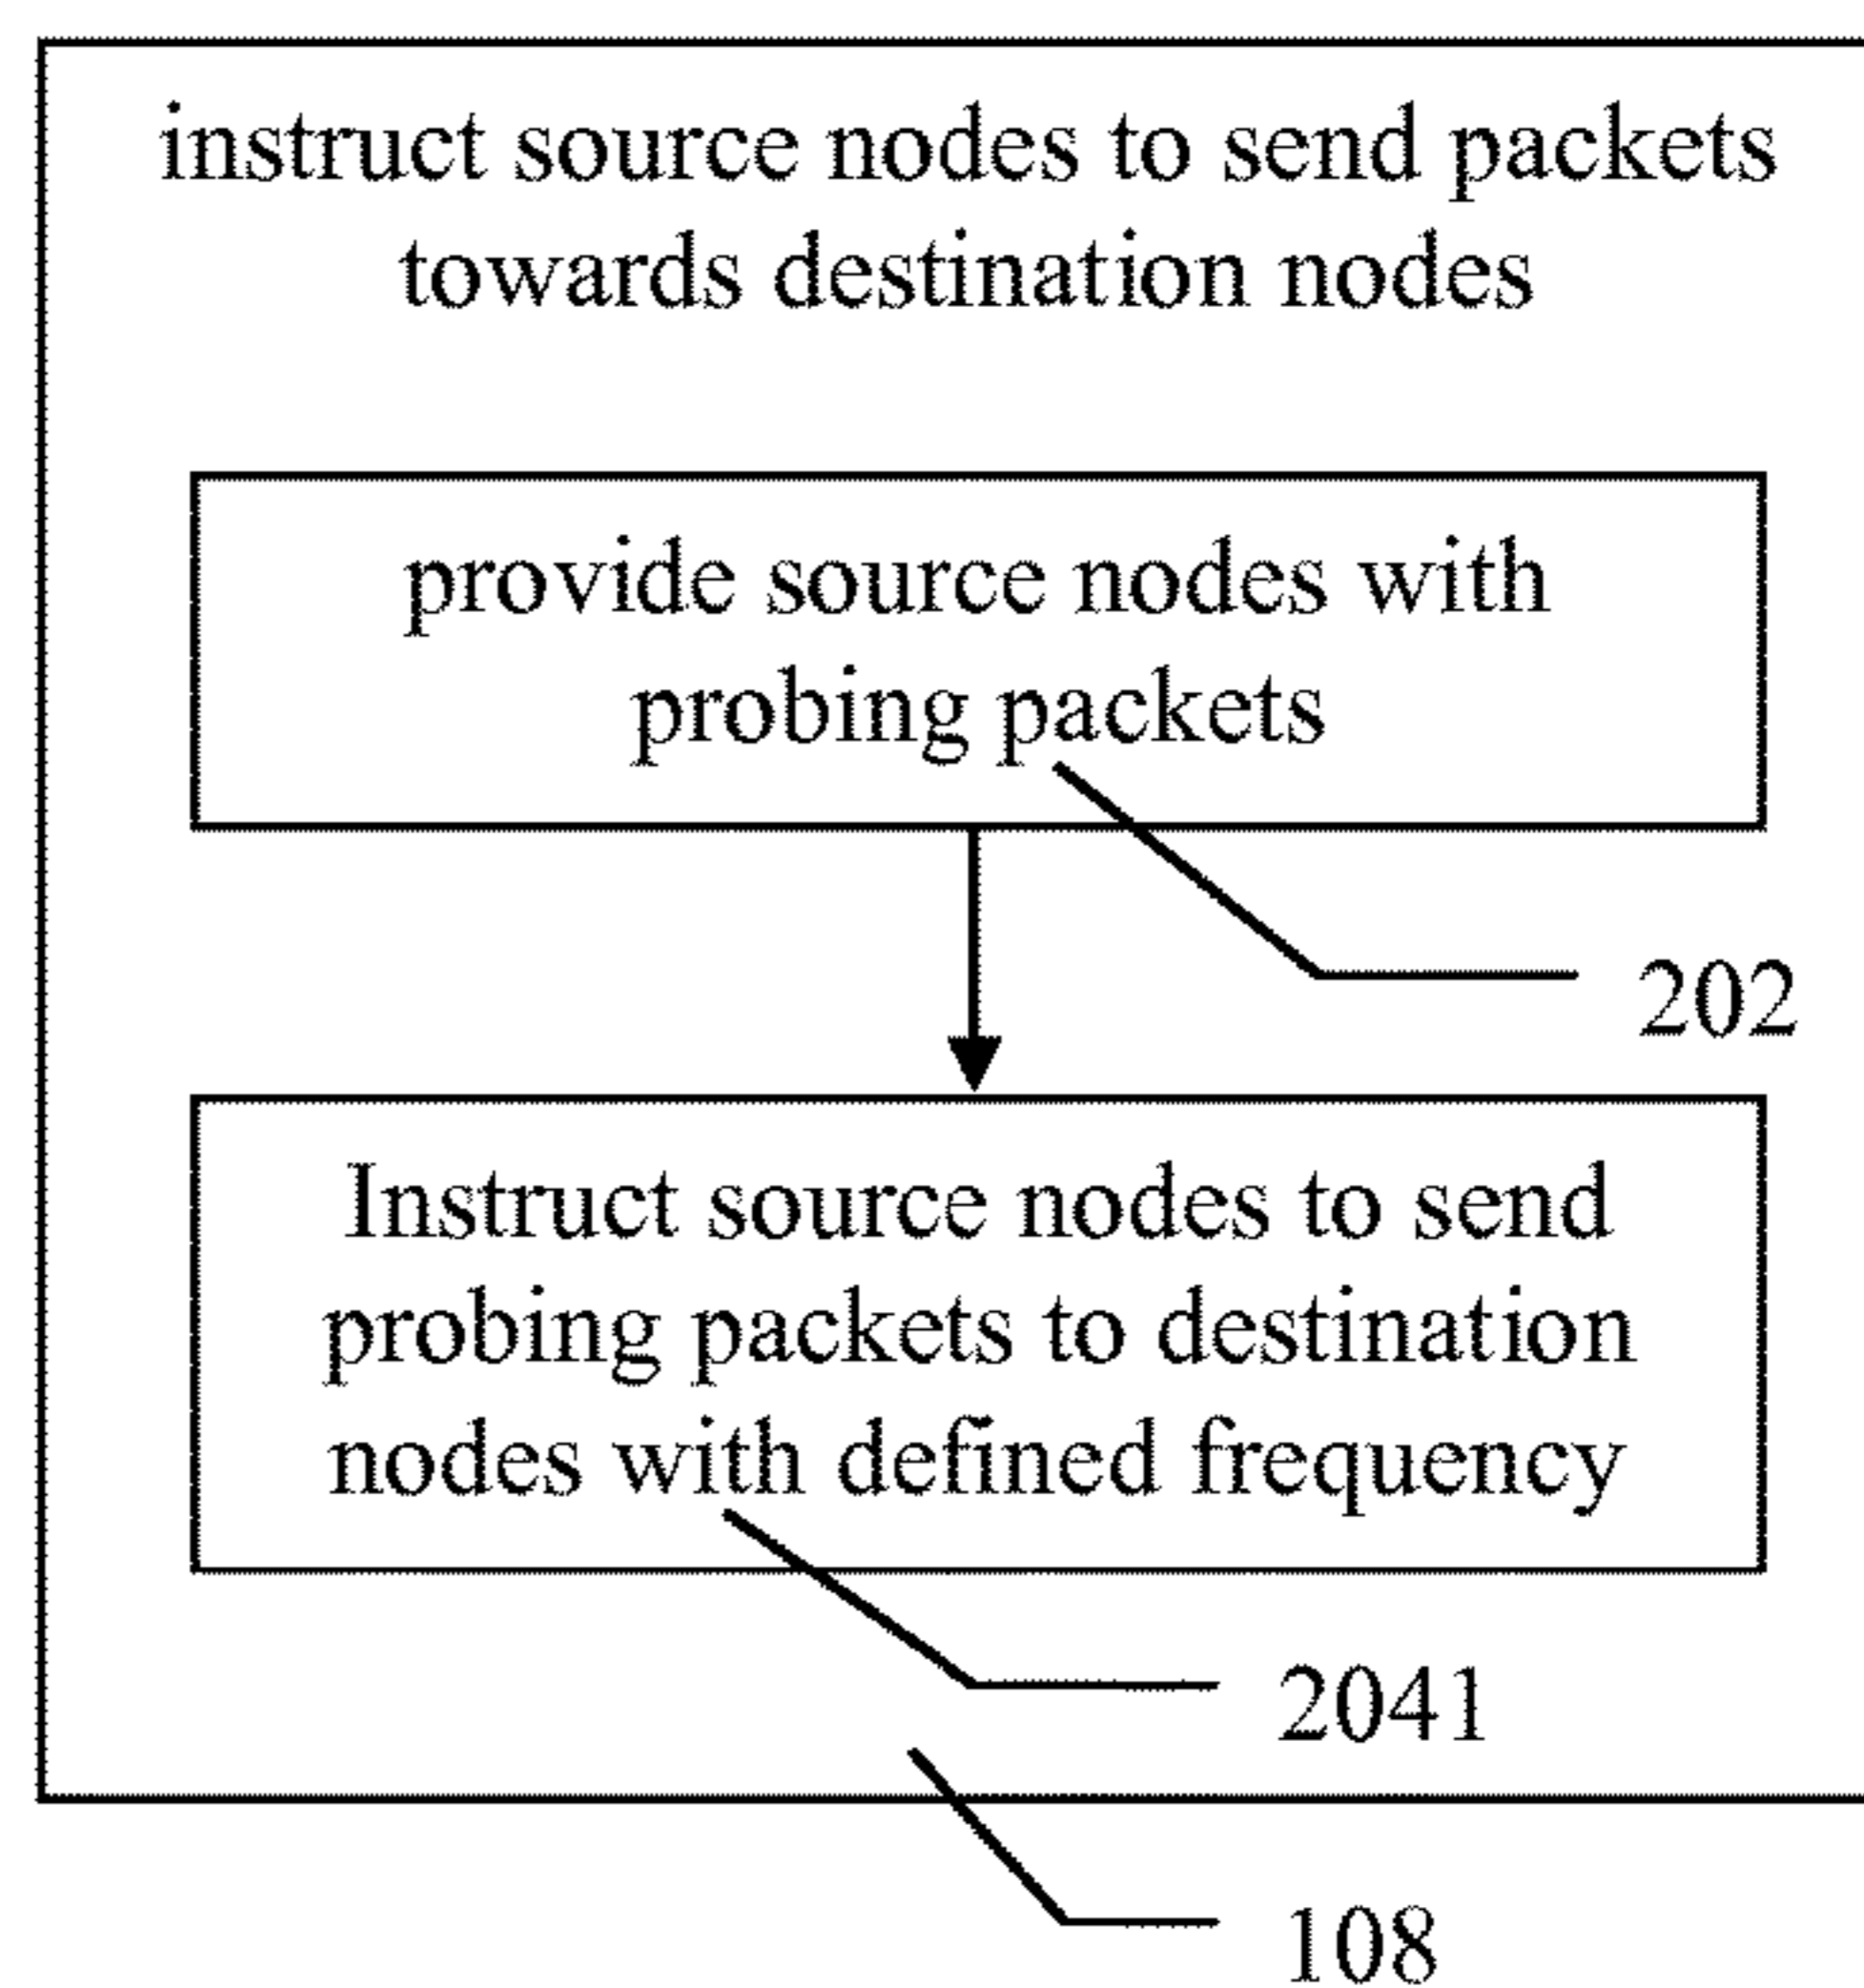 instruct source nodes to send packets
towards destination nodes
provide source nodes with
probing packets
202
Instruct source nodes to send
probing packets to destination
nodes with defined frequency
2041
108